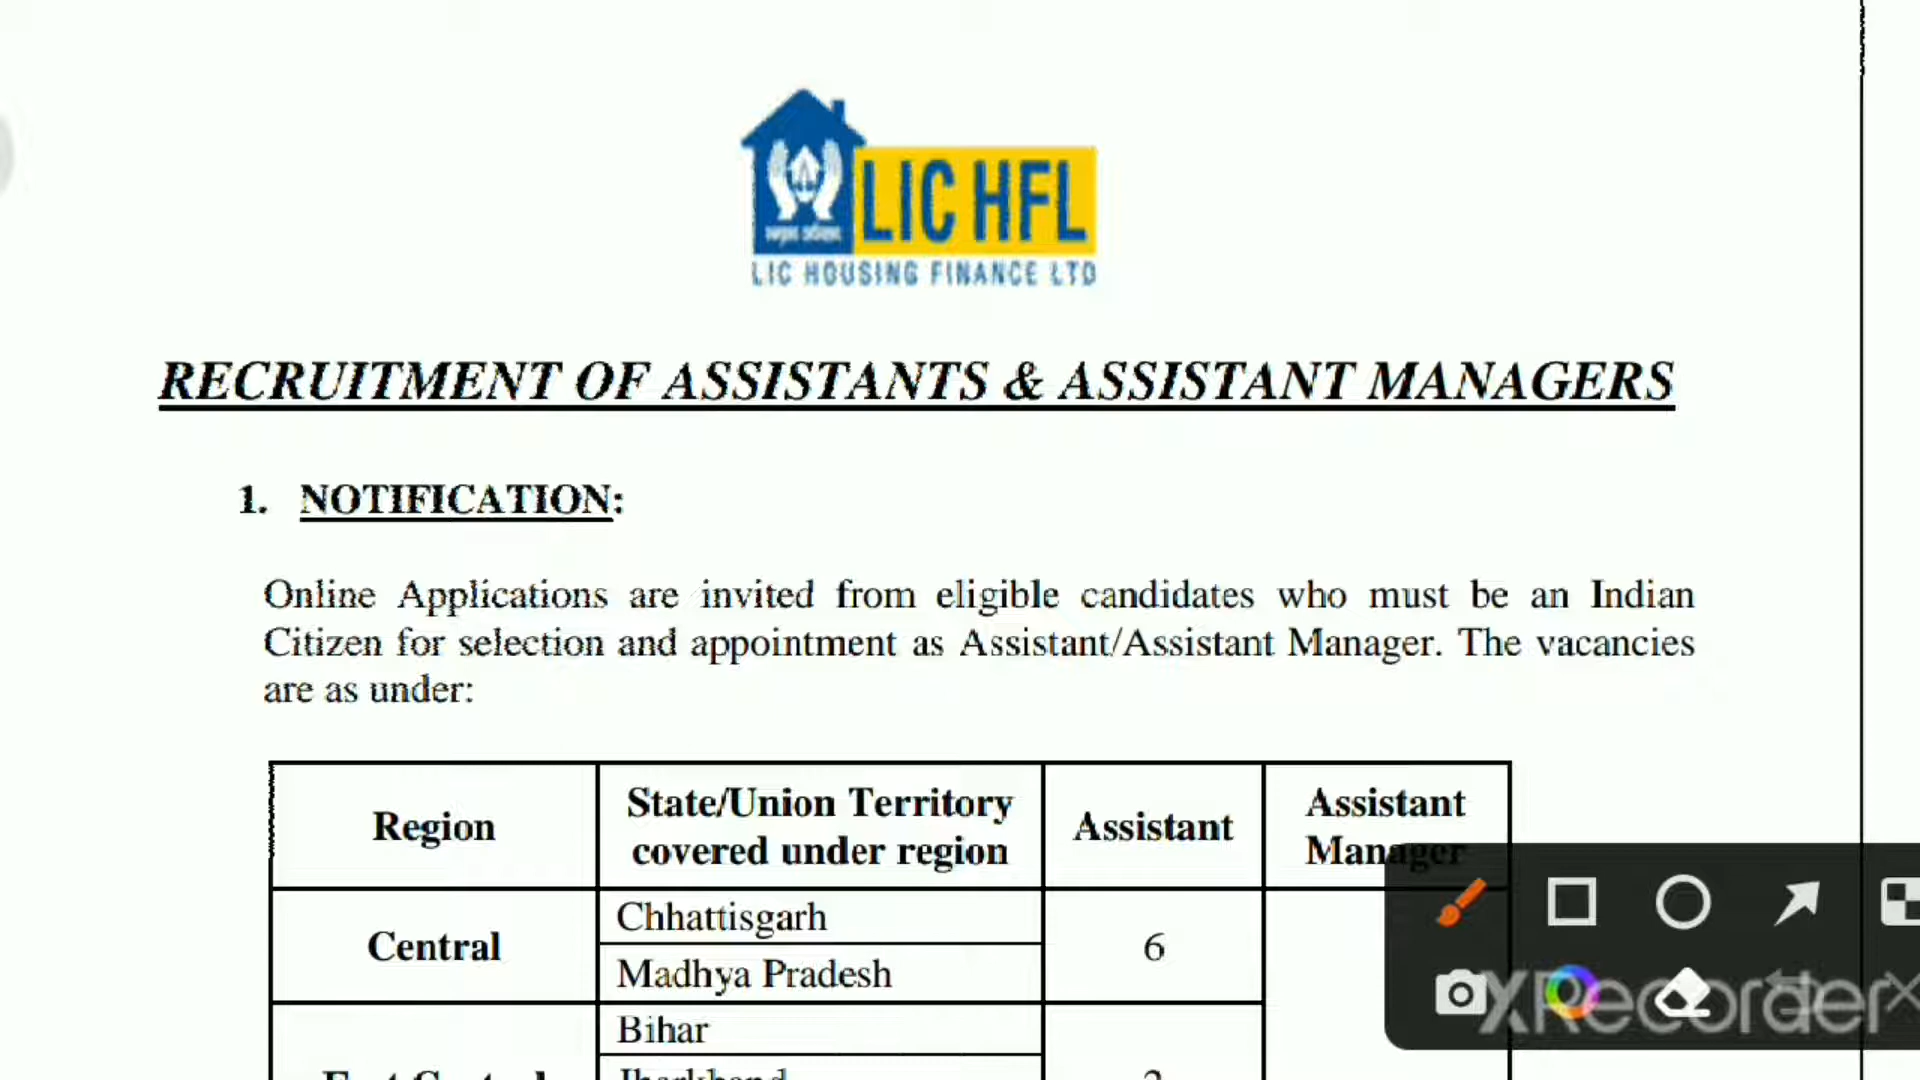 LIC HFL
LIC HOUSING FINANCE LTD
RECRUITMENT OF ASSISTANTS & ASSISTANT MANAGERS
1. NOTIFICATION:
Online Applications are invited from eligible candidates who must be an Indian
Citizen for selection and appointment as Assistant/Assistant Manager. The vacancies
are as under:
Region
State/Union Territory
covered under region
Assistant
Assistant
Manager
Central
Chhattisgarh
6
Madhya Pradesh
Bihar
Jharkhand
XRecorder